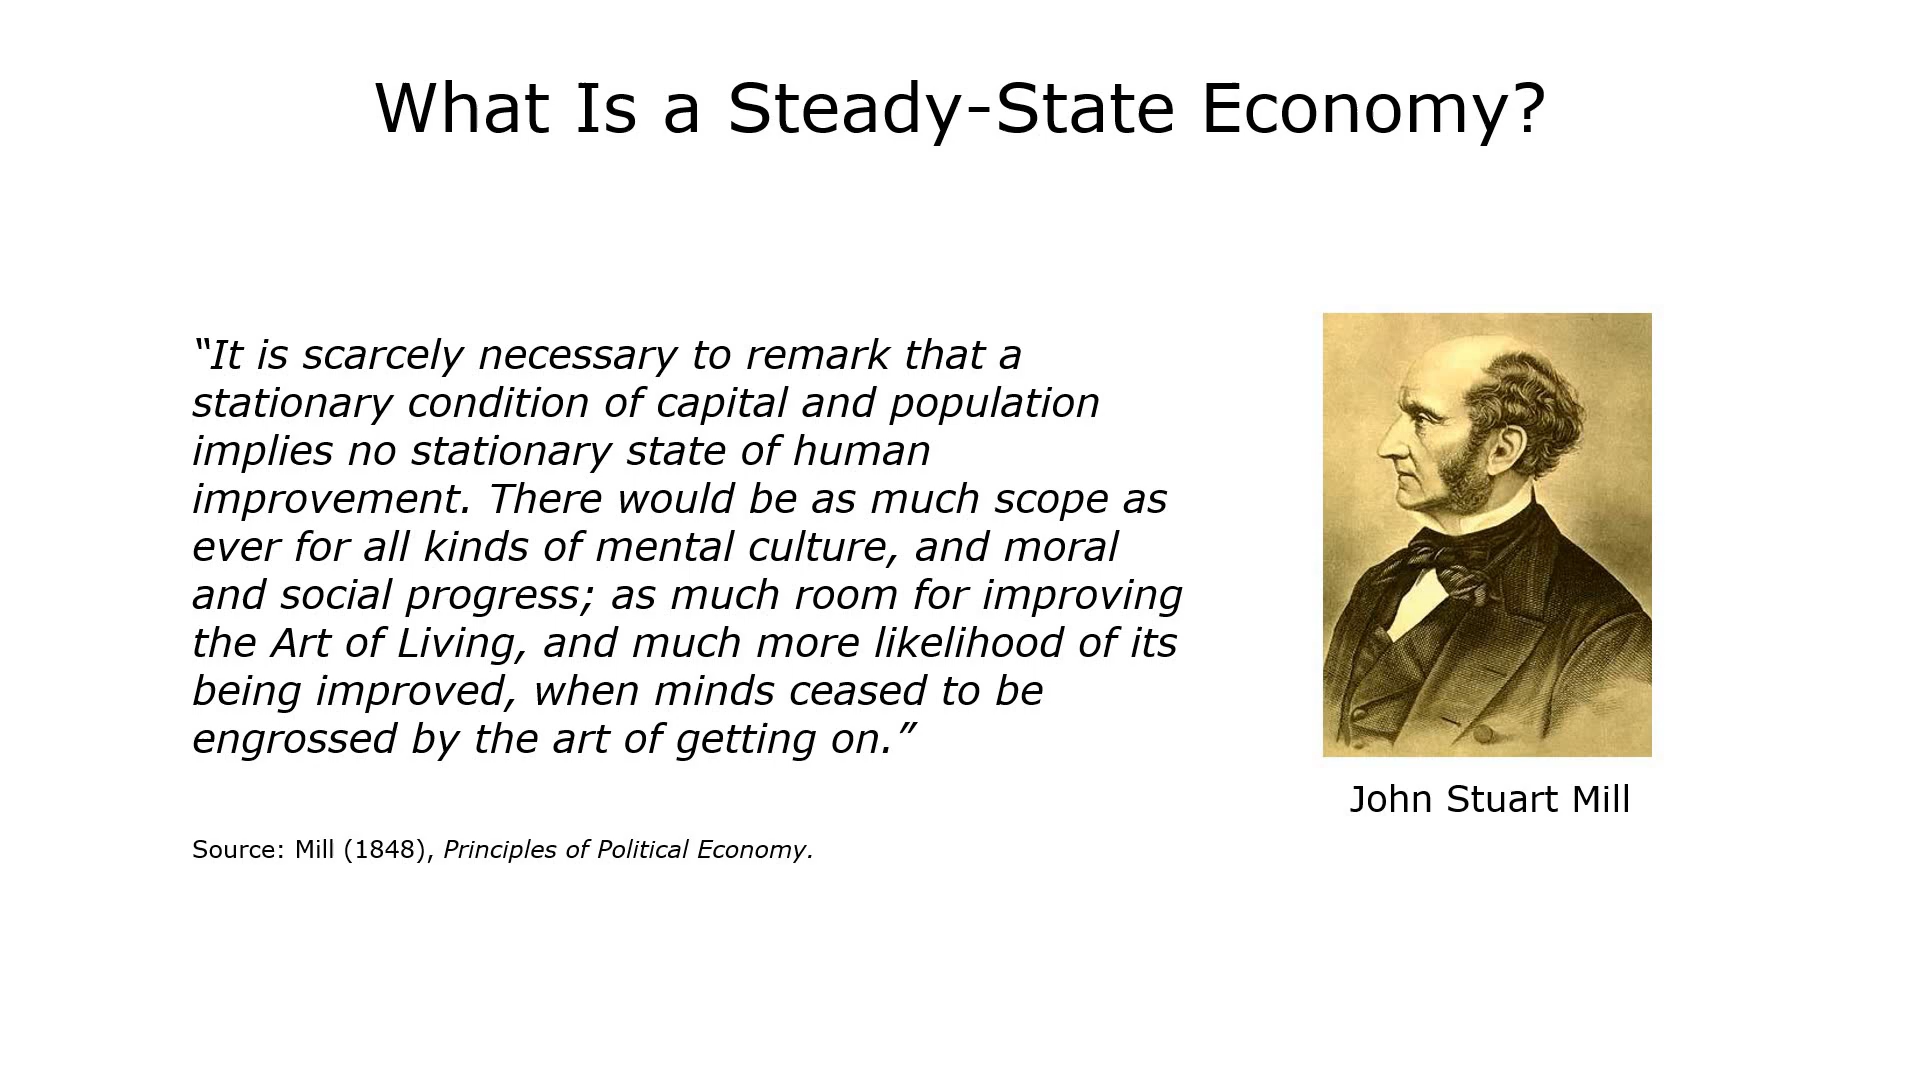 What Is a Steady-State Economy?
“It is scarcely necessary to remark that a
stationary condition of capital and population
implies no stationary state of human
improvement. There would be as much scope as
ever for all kinds of mental culture, and moral
and social progress; as much room for improving
the Art of Living, and much more likelihood of its
being improved, when minds ceased to be
engrossed by the art of getting on.”
John Stuart Mill
Source: Mill (1848), Principles of Political Economy.